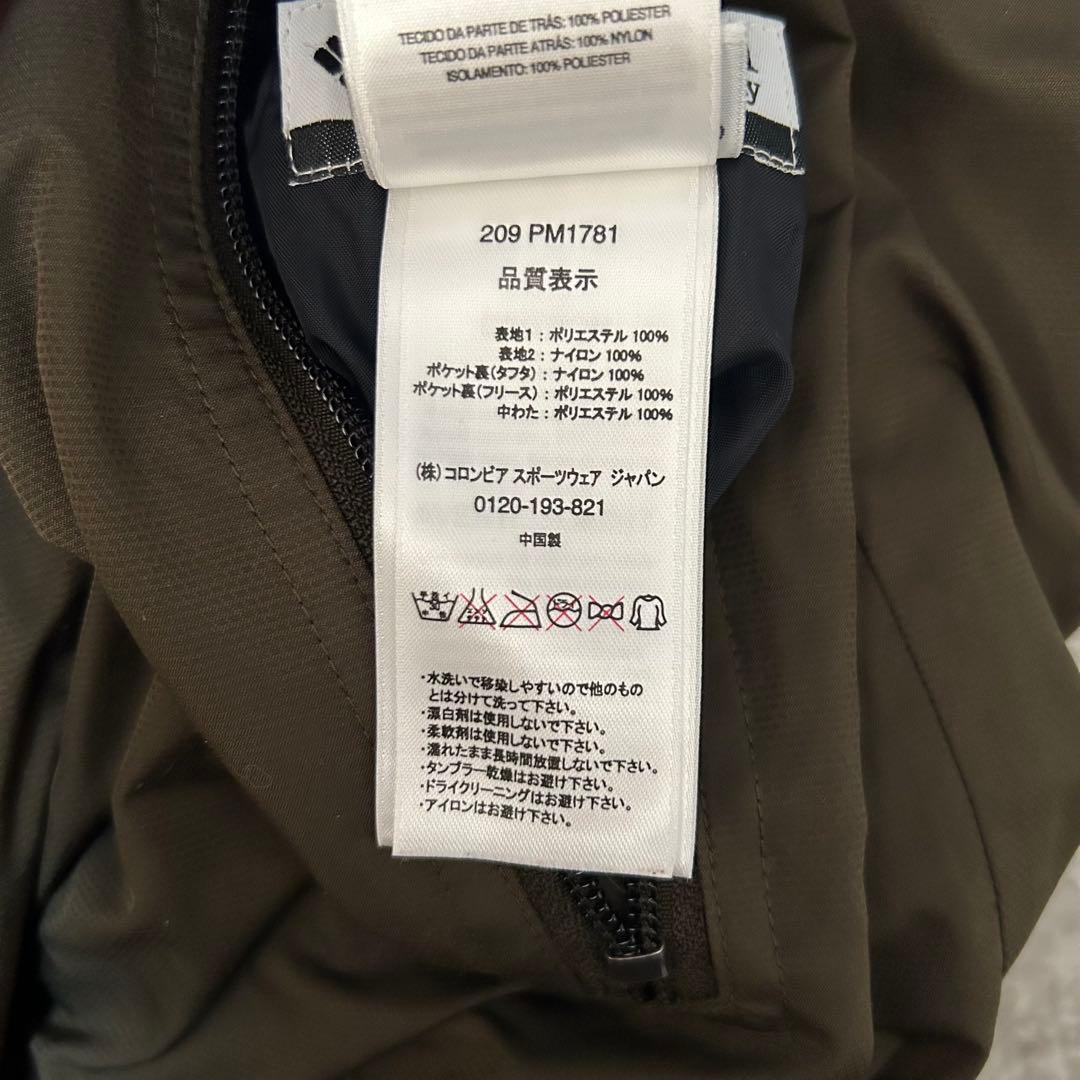 TECIDO DA PARTE DE TRÁS: 100% POLIESTER
TECIDO DA PARTE ATRÁS: 100% NYLON
ISOLAMENTO: 100% POLIESTER
209 PM1781
品質表示
表地1 : ポリエステル 100%
表地2 : ナイロン 100%
ポケット裏(タフタ) : ナイロン 100%
ポケット裏(フリース) : ポリエステル 100%
中わた : ポリエステル 100%
(株)コロンビア スポーツウェア ジャパン
0120-193-821
中国製
手洗イ
30
中性
・水洗いで移染しやすいので他のもの
とは分けて洗って下さい。
・漂白剤は使用しないで下さい。
・柔軟剤は使用しないで下さい。
・濡れたまま長時間放置しないで下さい。
・タンブラー乾燥はお避け下さい。
・ドライクリーニングはお避け下さい。
・アイロンはお避け下さい。